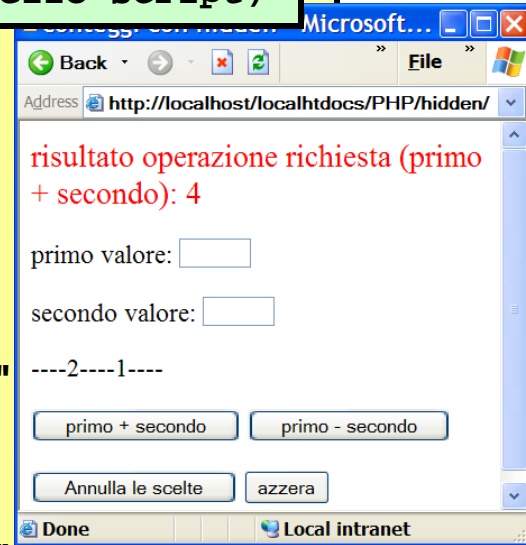 Microsoft...
Back
File
Address http://localhost/localhtdocs/PHP/hidden/
risultato operazione richiesta (primo
+ secondo): 4
primo valore:
secondo valore:
----2----1----
primo + secondo
primo - secondo
Annulla le scelte
azzera
Done
Local intranet